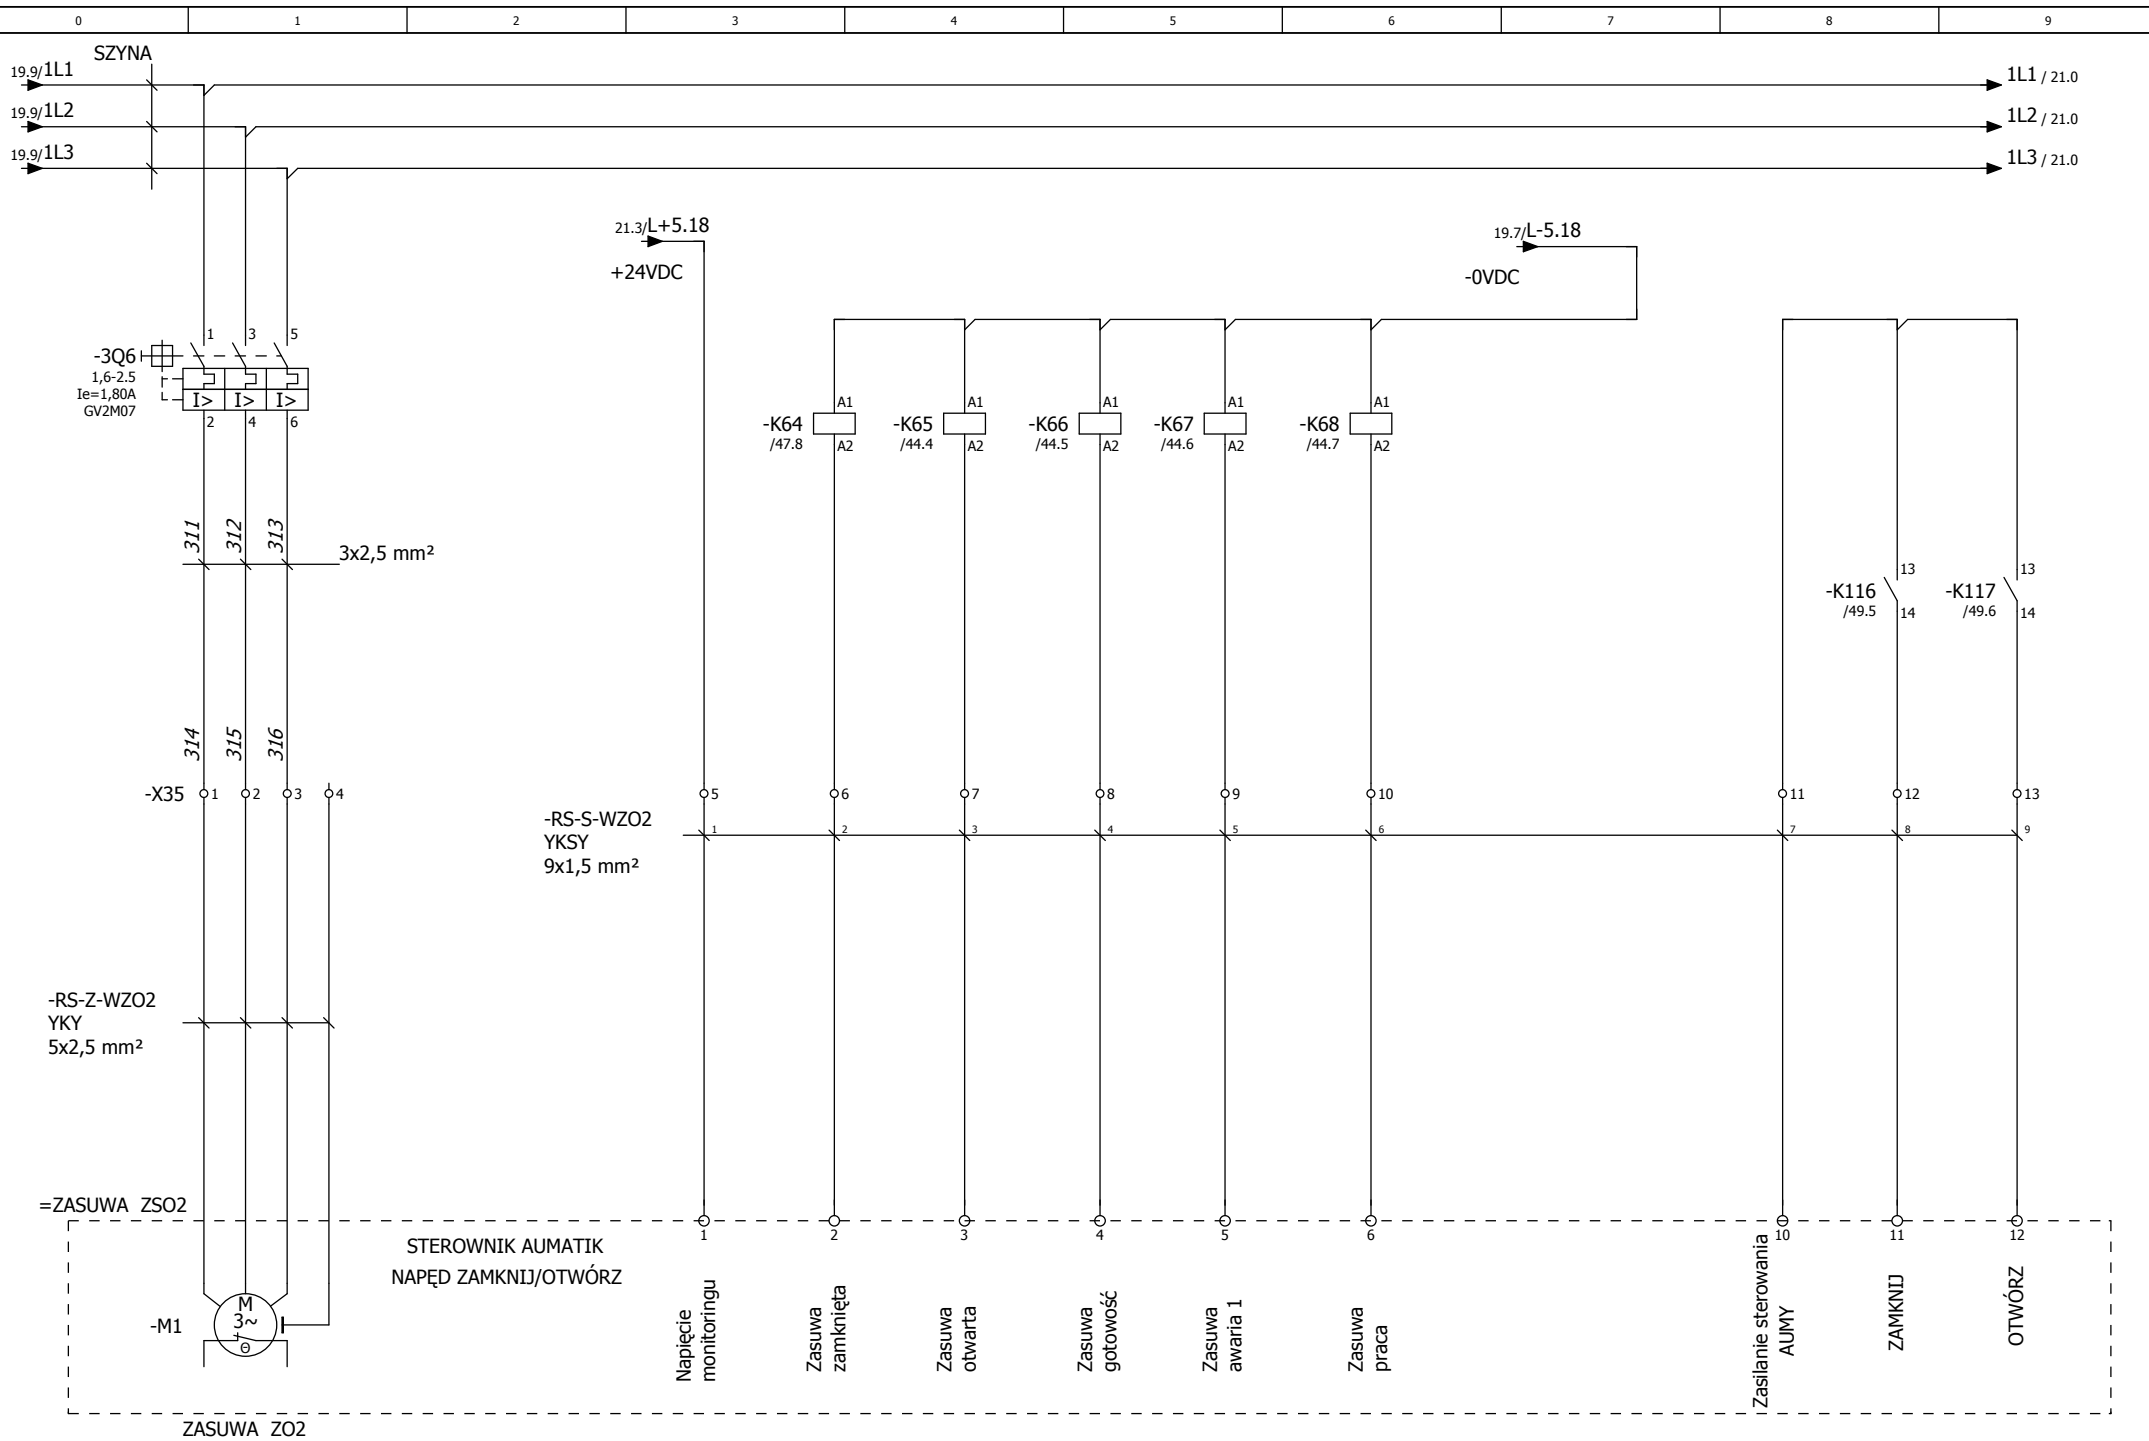 0 1 2 3 4 5 6 7 8 9
SZYNA
19.9/1L1
1L1 / 21.0
19.9/1L2
1L2 / 21.0
19.9/1L3
1L3 / 21.0
21.3/L+5.18
+24VDC
19.7/L-5.18
-0VDC
1 3 5
-3Q6
1,6-2.5
Ie=1,80A
GV2M07
I> I> I>
2 4 6
-K64
/47.8
A1
A2
-K65
/44.4
A1
A2
-K66
/44.5
A1
A2
-K67
/44.6
A1
A2
-K68
/44.7
A1
A2
311 312 313
3x2,5 mm²
-K116
/49.5
13
14
-K117
/49.6
13
14
314 315 316
-X35 1 2 3 4 5 6 7 8 9 10 11 12 13
-RS-S-WZO2
YKSY
9x1,5 mm²
1 2 3 4 5 6 7 8 9
-RS-Z-WZO2
YKY
5x2,5 mm²
=ZASUWA ZSO2
STEROWNIK AUMATIK
NAPĘD ZAMKNIJ/OTWÓRZ
1 2 3 4 5 6 10 11 12
-M1
M
3~
Θ
Napięcie
monitoringu
Zasuwa
zamknięta
Zasuwa
otwarta
Zasuwa
gotowość
Zasuwa
awaria 1
Zasuwa
praca
Zasilanie sterowania
AUMY
ZAMKNIJ
OTWÓRZ
ZASUWA ZO2